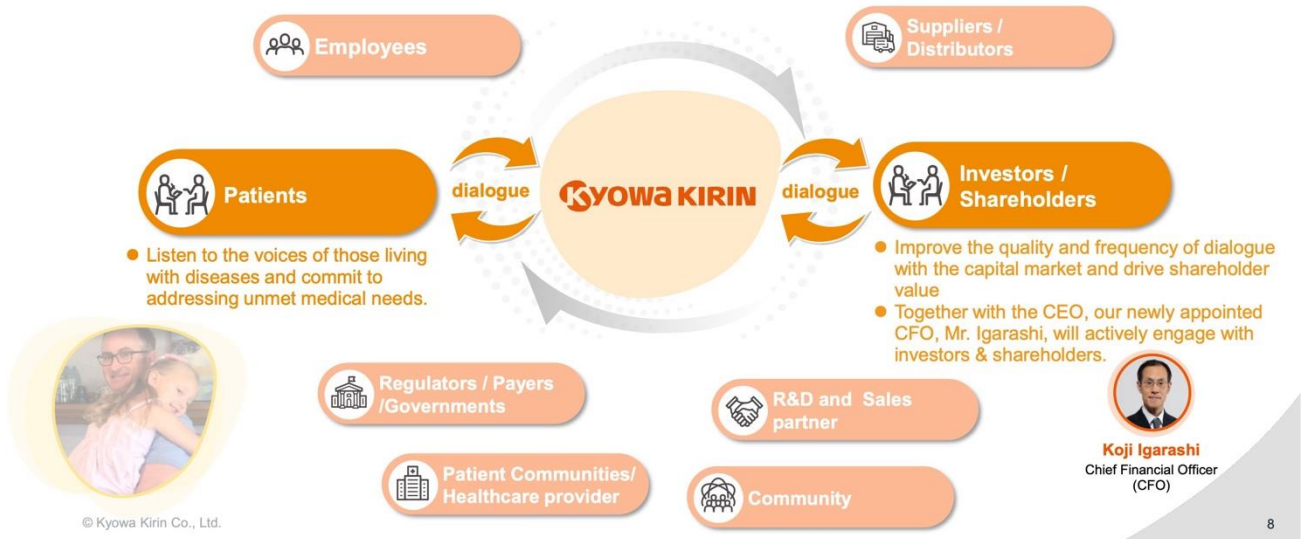 Employees
Suppliers /
Distributors
Patients
dialogue
KYOWA KIRIN
dialogue
Investors /
Shareholders
● Listen to the voices of those living
with diseases and commit to
addressing unmet medical needs.
● Improve the quality and frequency of dialogue
with the capital market and drive shareholder
value
● Together with the CEO, our newly appointed
CFO, Mr. Igarashi, will actively engage with
investors & shareholders.
Regulators / Payers
/Governments
R&D and Sales
partner
Patient Communities/
Healthcare provider
Community
Koji Igarashi
Chief Financial Officer
(CFO)
© Kyowa Kirin Co., Ltd.
8